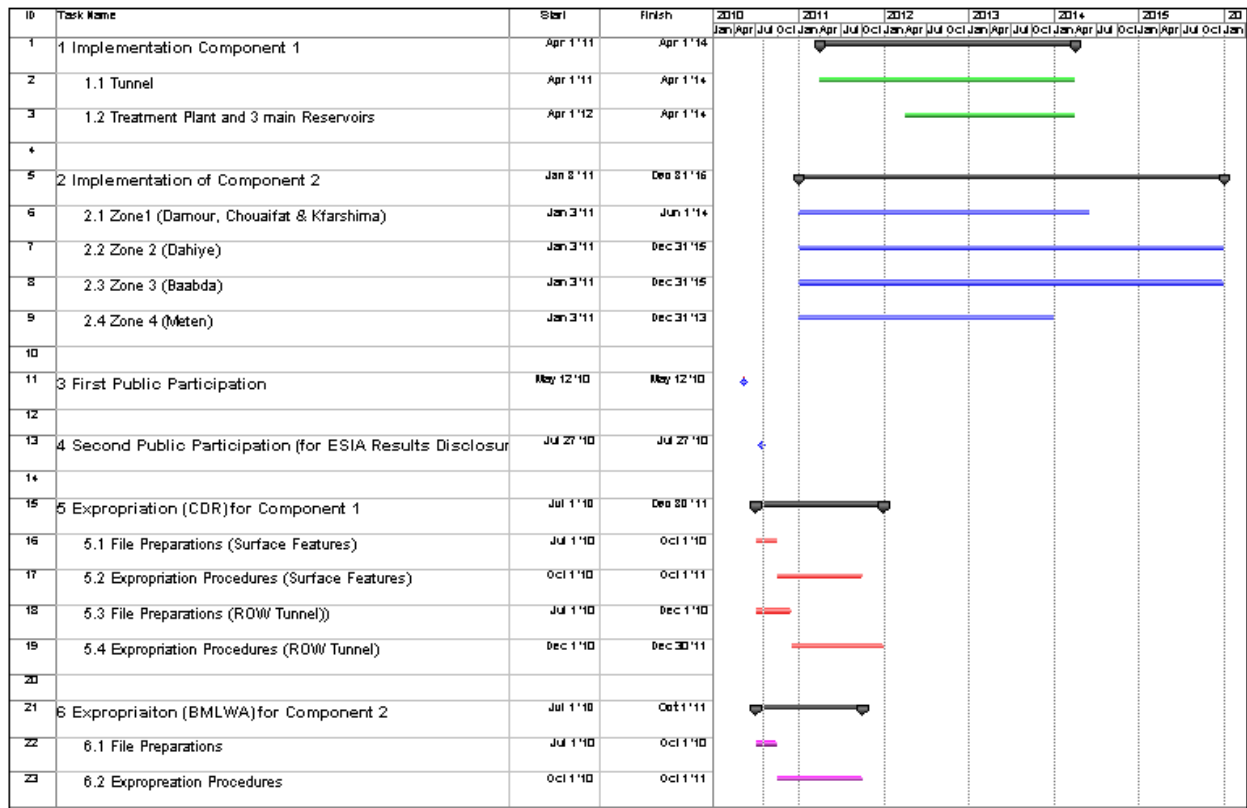 ID Task Name Start Finish 2010 2011 2012 2013 2014 2015 20
Jan Apr Jul Oct Jan Apr Jul Oct Jan Apr Jul Oct Jan Apr Jul Oct Jan Apr Jul Oct Jan Apr Jul Oct Jan
1 1 Implementation Component 1 Apr 1 '11 Apr 1 '14
2 1.1 Tunnel Apr 1 '11 Apr 1 '14
3 1.2 Treatment Plant and 3 main Reservoirs Apr 1 '12 Apr 1 '14
4
5 2 Implementation of Component 2 Jan 3 '11 Dec 31 '15
6 2.1 Zone1 (Damour, Chouaifat & Kfarshima) Jan 3 '11 Jun 1 '14
7 2.2 Zone 2 (Dahiye) Jan 3 '11 Dec 31 '15
8 2.3 Zone 3 (Baabda) Jan 3 '11 Dec 31 '15
9 2.4 Zone 4 (Meten) Jan 3 '11 Dec 31 '13
10
11 3 First Public Participation May 12 '10 May 12 '10
12
13 4 Second Public Participation (for ESIA Results Disclosur Jul 27 '10 Jul 27 '10
14
15 5 Expropriation (CDR) for Component 1 Jul 1 '10 Dec 30 '11
16 5.1 File Preparations (Surface Features) Jul 1 '10 Oct 1 '10
17 5.2 Expropriation Procedures (Surface Features) Oct 1 '10 Oct 1 '11
18 5.3 File Preparations (ROW Tunnel)) Jul 1 '10 Dec 1 '10
19 5.4 Expropriation Procedures (ROW Tunnel) Dec 1 '10 Dec 30 '11
20
21 6 Expropriaiton (BMLWA) for Component 2 Jul 1 '10 Oct 1 '11
22 6.1 File Preparations Jul 1 '10 Oct 1 '10
23 6.2 Expropreation Procedures Oct 1 '10 Oct 1 '11